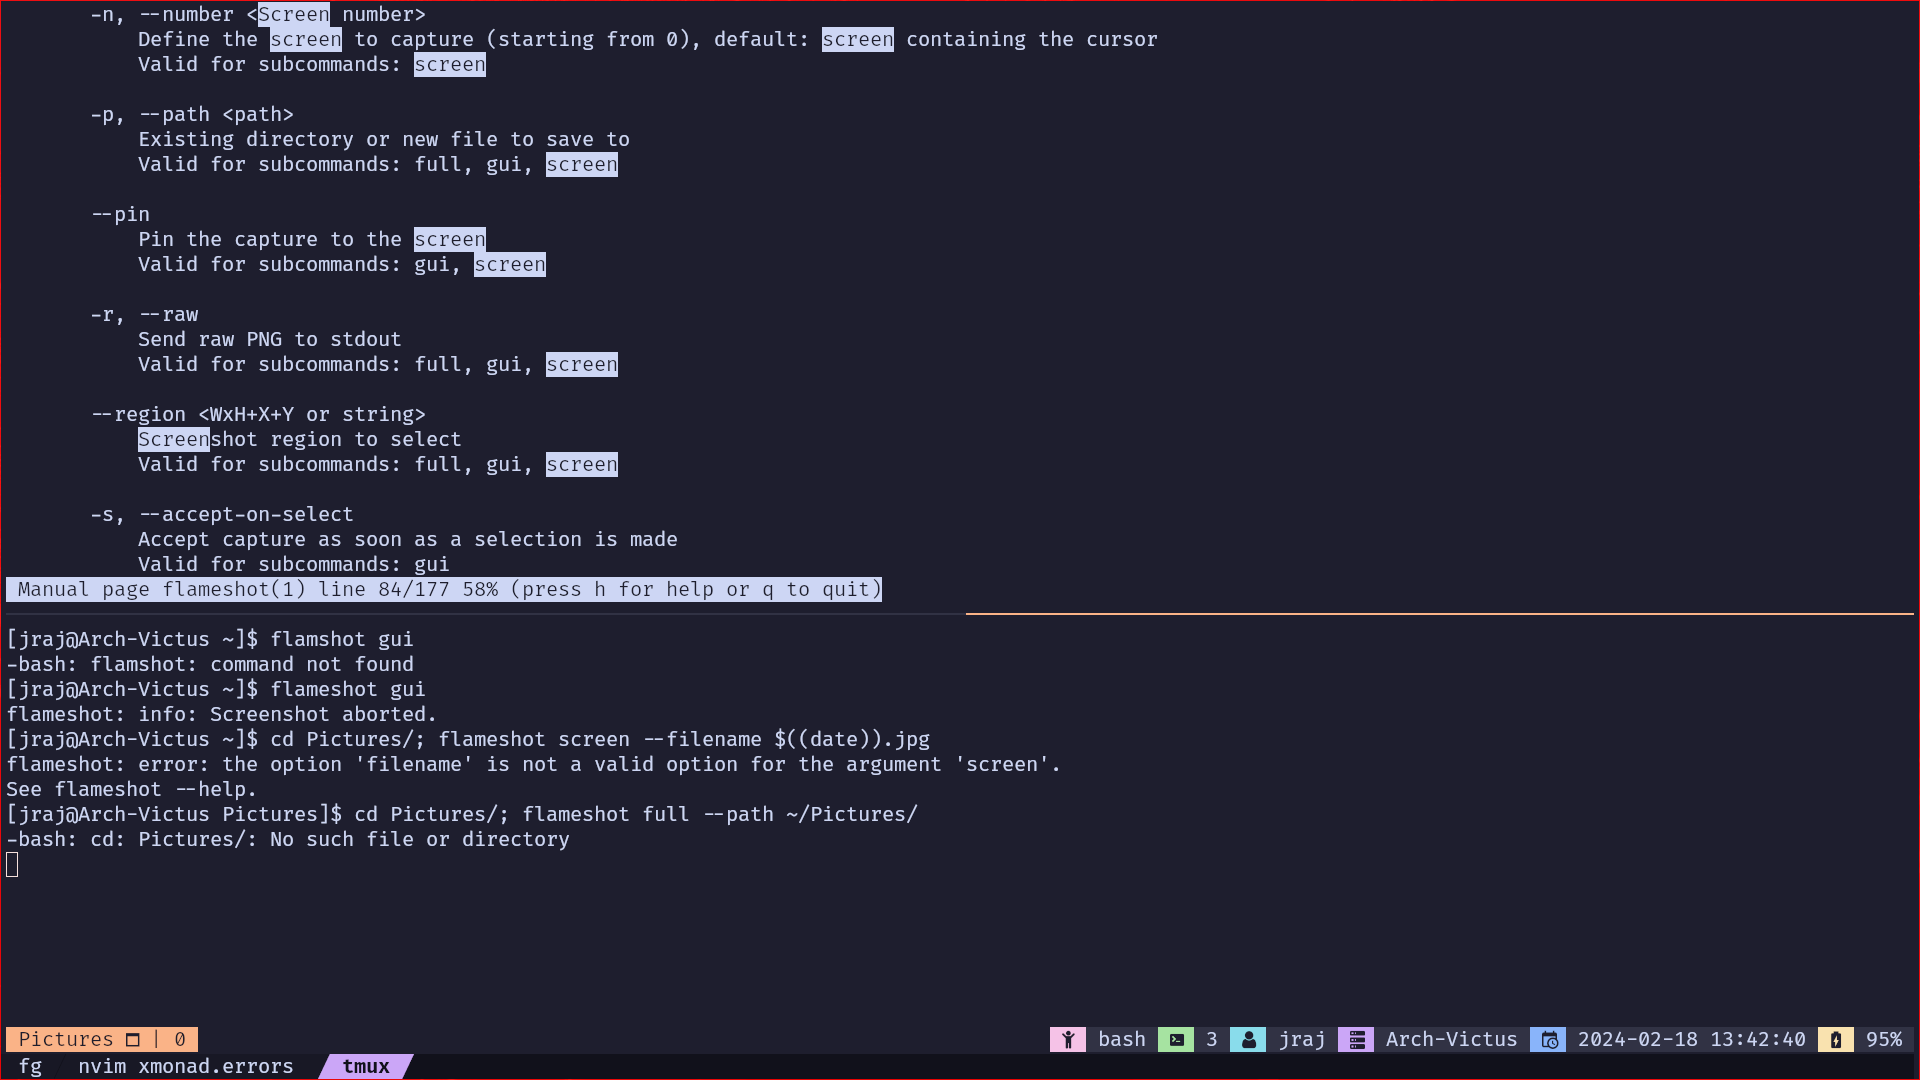 -n, --number <Screen number>
Define the screen to capture (starting from 0), default: screen containing the cursor
Valid for subcommands: screen
-p, --path <path>
Existing directory or new file to save to
Valid for subcommands: full, gui, screen
--pin
Pin the capture to the screen
Valid for subcommands: gui, screen
-r, --raw
Send raw PNG to stdout
Valid for subcommands: full, gui, screen
--region <WxH+X+Y or string>
Screenshot region to select
Valid for subcommands: full, gui, screen
-s, --accept-on-select
Accept capture as soon as a selection is made
Valid for subcommands: gui
Manual page flameshot(1) line 84/177 58% (press h for help or q to quit)
[jraj@Arch-Victus ~]$ flamshot gui
-bash: flamshot: command not found
[jraj@Arch-Victus ~]$ flameshot gui
flameshot: info: Screenshot aborted.
[jraj@Arch-Victus ~]$ cd Pictures/; flameshot screen --filename $((date)).jpg
flameshot: error: the option 'filename' is not a valid option for the argument 'screen'.
See flameshot --help.
[jraj@Arch-Victus Pictures]$ cd Pictures/; flameshot full --path ~/Pictures/
-bash: cd: Pictures/: No such file or directory
Pictures | 0 bash 3 jraj Arch-Victus 2024-02-18 13:42:40 95%
fg nvim xmonad.errors tmux